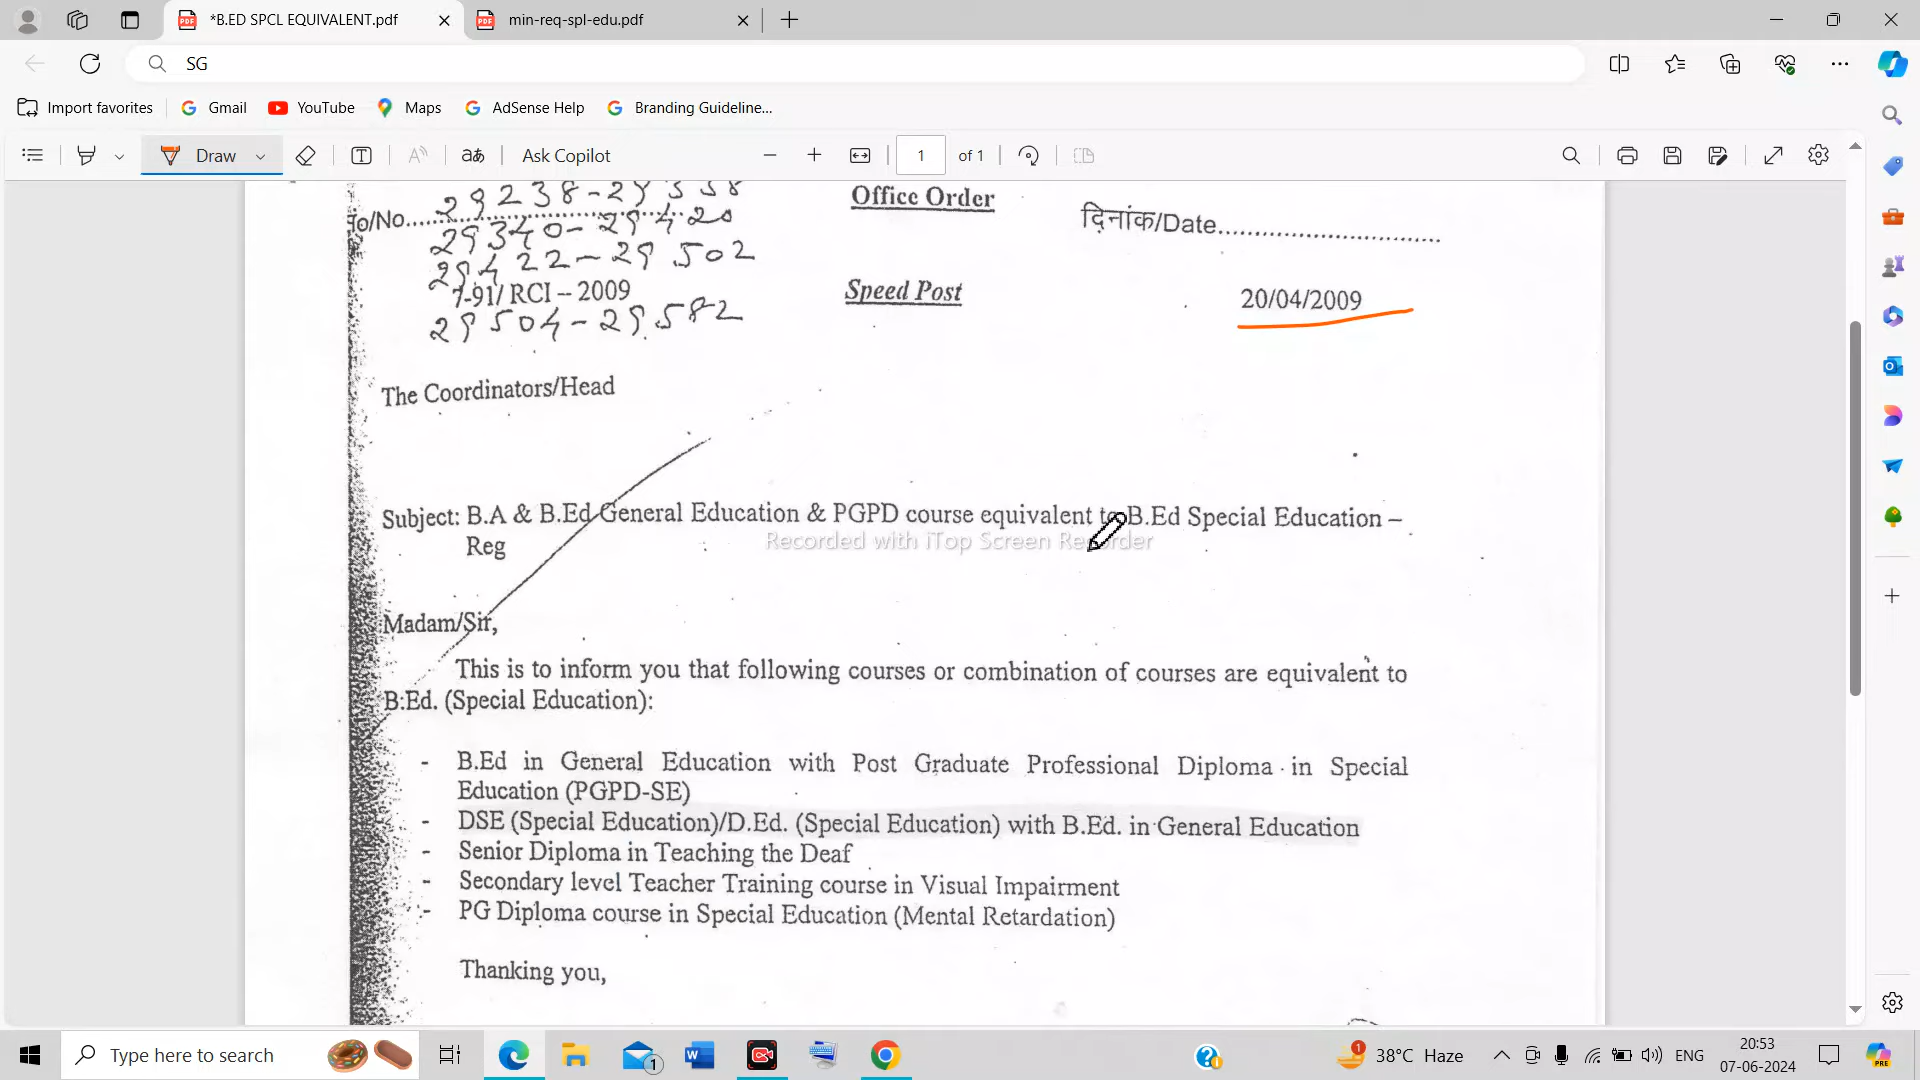 *B.ED SPCL EQUIVALENT.pdf
min-req-spl-edu.pdf
SG
Import favorites
Gmail
YouTube
Maps
AdSense Help
Branding Guideline...
Draw
aあ
Ask Copilot
1
of 1
29238-29338
Office Order
दिनांक/Date
/No.
29340-29420
29422-29502
7-91/ RCI – 2009
Speed Post
20/04/2009
29504-29582
The Coordinators/Head
Subject: B.A & B.Ed General Education & PGPD course equivalent to B.Ed Special Education –
Reg
Recorded with iTop Screen Recorder
Madam/Sir,
This is to inform you that following courses or combination of courses are equivalent to
B.Ed. (Special Education):
- B.Ed in General Education with Post Graduate Professional Diploma in Special
Education (PGPD-SE)
- DSE (Special Education)/D.Ed. (Special Education) with B.Ed. in General Education
- Senior Diploma in Teaching the Deaf
- Secondary level Teacher Training course in Visual Impairment
- PG Diploma course in Special Education (Mental Retardation)
Thanking you,
Type here to search
1
1
38°C Haze
ENG
20:53
07-06-2024
PRE